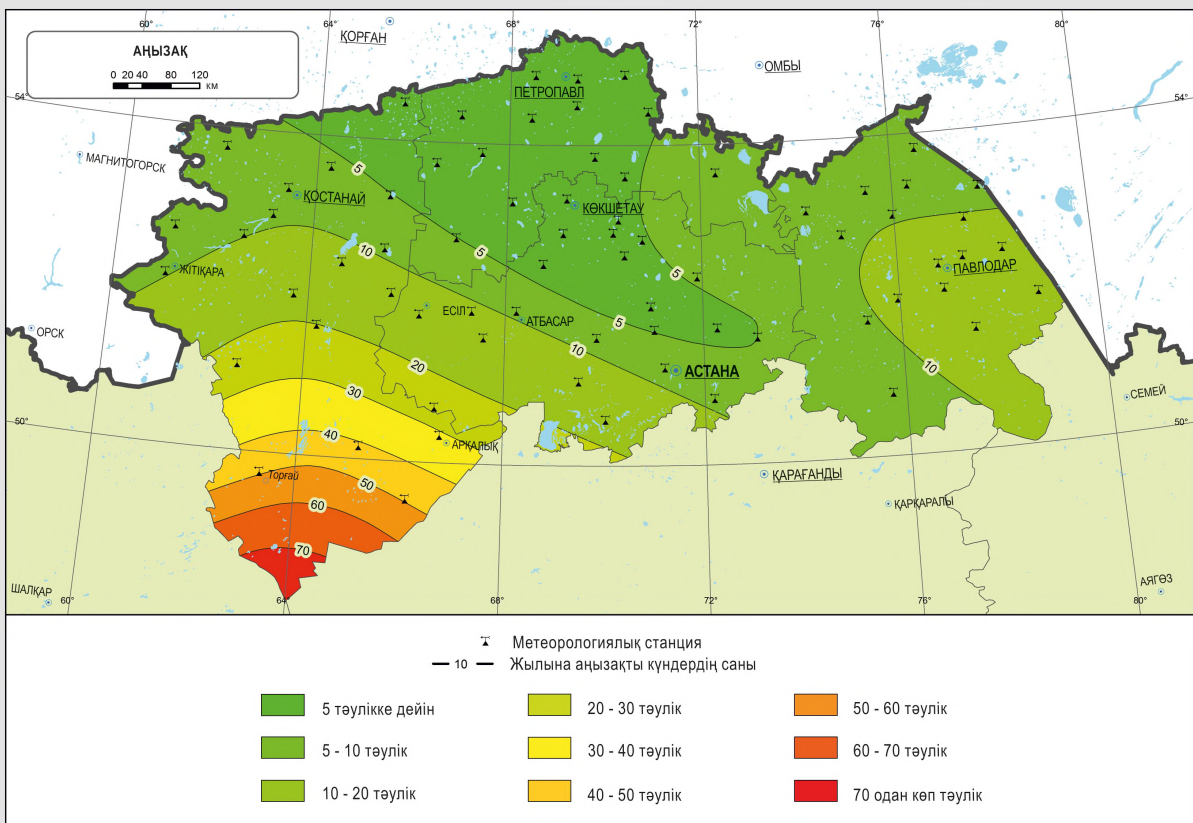 60°
64°
68°
72°
76°
80°
АҢЫЗАҚ
0 20 40 80 120
км
ҚОРҒАН
ОМБЫ
ПЕТРОПАВЛ
54°
54°
МАГНИТОГОРСК
5
ҚОСТАНАЙ
КӨКШЕТАУ
10
5
5
ЖІТІҚАРА
ПАВЛОДАР
ЕСІЛ
АТБАСАР
5
ОРСК
10
20
АСТАНА
10
30
СЕМЕЙ
50°
50°
40
АРҚАЛЫҚ
Торғай
50
ҚАРАҒАНДЫ
60
ҚАРҚАРАЛЫ
70
ШАЛҚАР
АЯГӨЗ
60°
64°
68°
72°
76°
80°
Метеорологиялық станция
10 Жылына аңызақты күндердің саны
5 тәулікке дейін
20 - 30 тәулік
50 - 60 тәулік
5 - 10 тәулік
30 - 40 тәулік
60 - 70 тәулік
10 - 20 тәулік
40 - 50 тәулік
70 одан көп тәулік